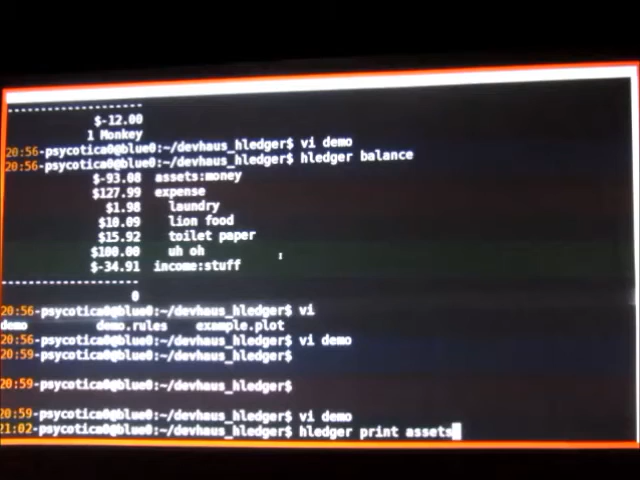 --------------------
$-12.00
1 Monkey
20:56-psycotica0@blue0:~/devhaus_hledger$ vi demo
20:56-psycotica0@blue0:~/devhaus_hledger$ hledger balance
$-93.08 assets:money
$127.99 expense
$1.98 laundry
$10.09 lion food
$15.92 toilet paper
$100.00 uh oh
$-34.91 income:stuff
--------------------
0
20:56-psycotica0@blue0:~/devhaus_hledger$ vi
demo demo.rules example.plot
20:56-psycotica0@blue0:~/devhaus_hledger$ vi demo
20:59-psycotica0@blue0:~/devhaus_hledger$
20:59-psycotica0@blue0:~/devhaus_hledger$
20:59-psycotica0@blue0:~/devhaus_hledger$ vi demo
21:02-psycotica0@blue0:~/devhaus_hledger$ hledger print assets